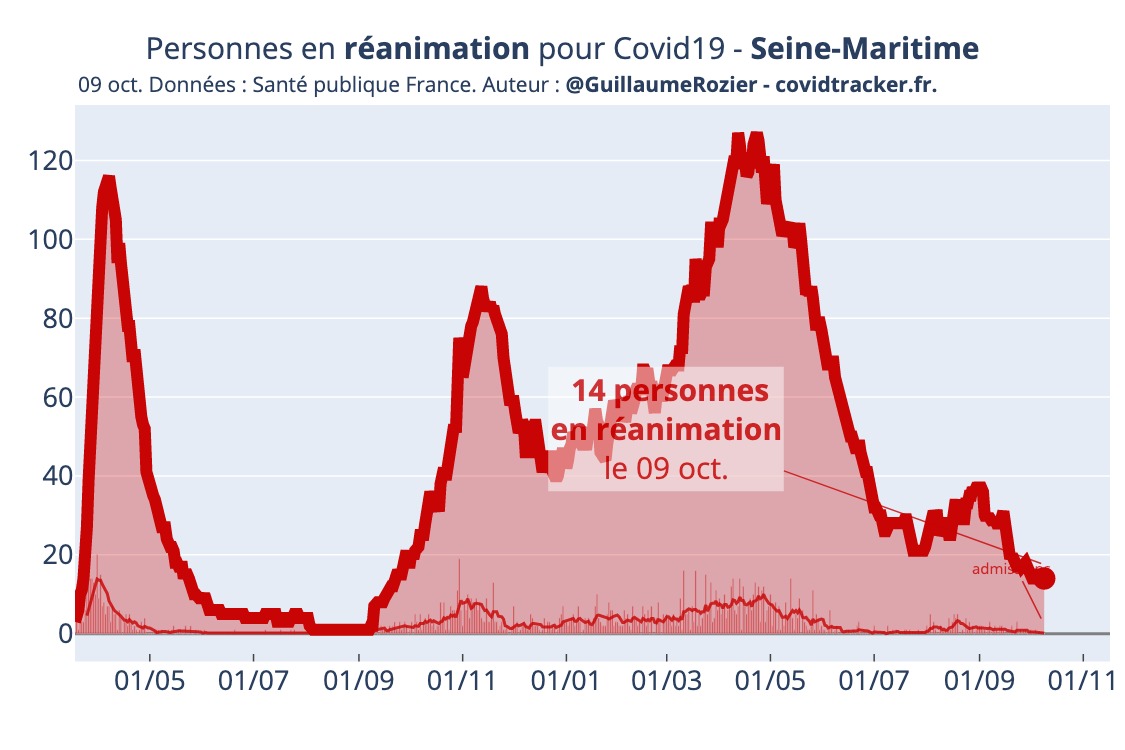 Personnes en réanimation pour Covid19 - Seine-Maritime
09 oct. Données : Santé publique France. Auteur : @GuillaumeRozier - covidtracker.fr.
120
100
80
60
40
20
0
14 personnes
en réanimation
le 09 oct.
admissions
01/05 01/07 01/09 01/11 01/01 01/03 01/05 01/07 01/09 01/11